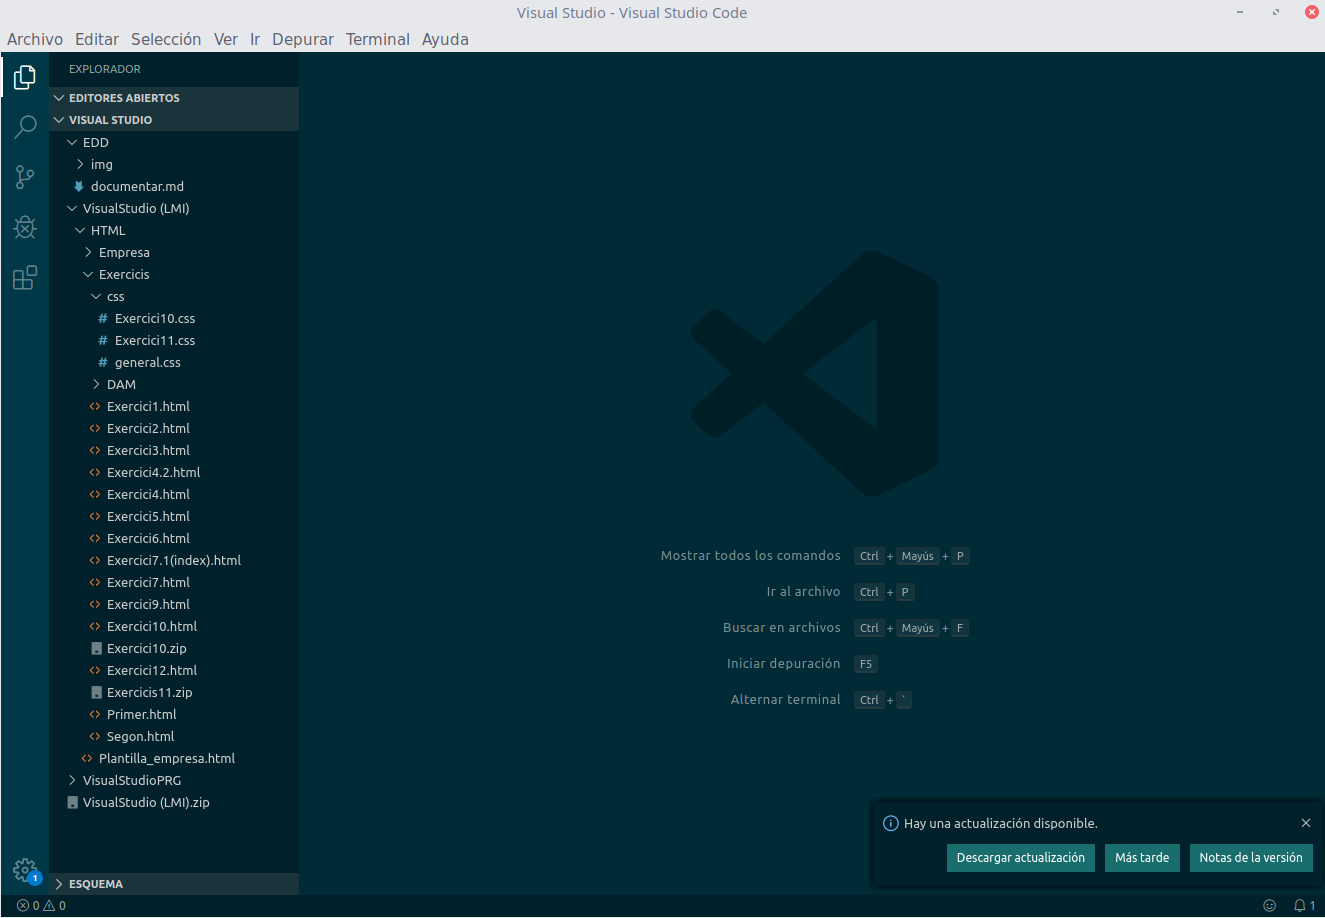 Visual Studio - Visual Studio Code
Archivo Editar Selección Ver Ir Depurar Terminal Ayuda
EXPLORADOR
EDITORES ABIERTOS
VISUAL STUDIO
EDD
img
documentar.md
VisualStudio (LMI)
HTML
Empresa
Exercicis
css
# Exercici10.css
# Exercici11.css
# general.css
DAM
<> Exercici1.html
<> Exercici2.html
<> Exercici3.html
<> Exercici4.2.html
<> Exercici4.html
<> Exercici5.html
<> Exercici6.html
<> Exercici7.1(index).html
<> Exercici7.html
<> Exercici9.html
<> Exercici10.html
Exercici10.zip
<> Exercici12.html
Exercicis11.zip
<> Primer.html
<> Segon.html
<> Plantilla_empresa.html
VisualStudioPRG
VisualStudio (LMI).zip
ESQUEMA
1
0 0
Mostrar todos los comandos Ctrl + Mayús + P
Ir al archivo Ctrl + P
Buscar en archivos Ctrl + Mayús + F
Iniciar depuración F5
Alternar terminal Ctrl + `
Hay una actualización disponible.
Descargar actualización Más tarde Notas de la versión
1